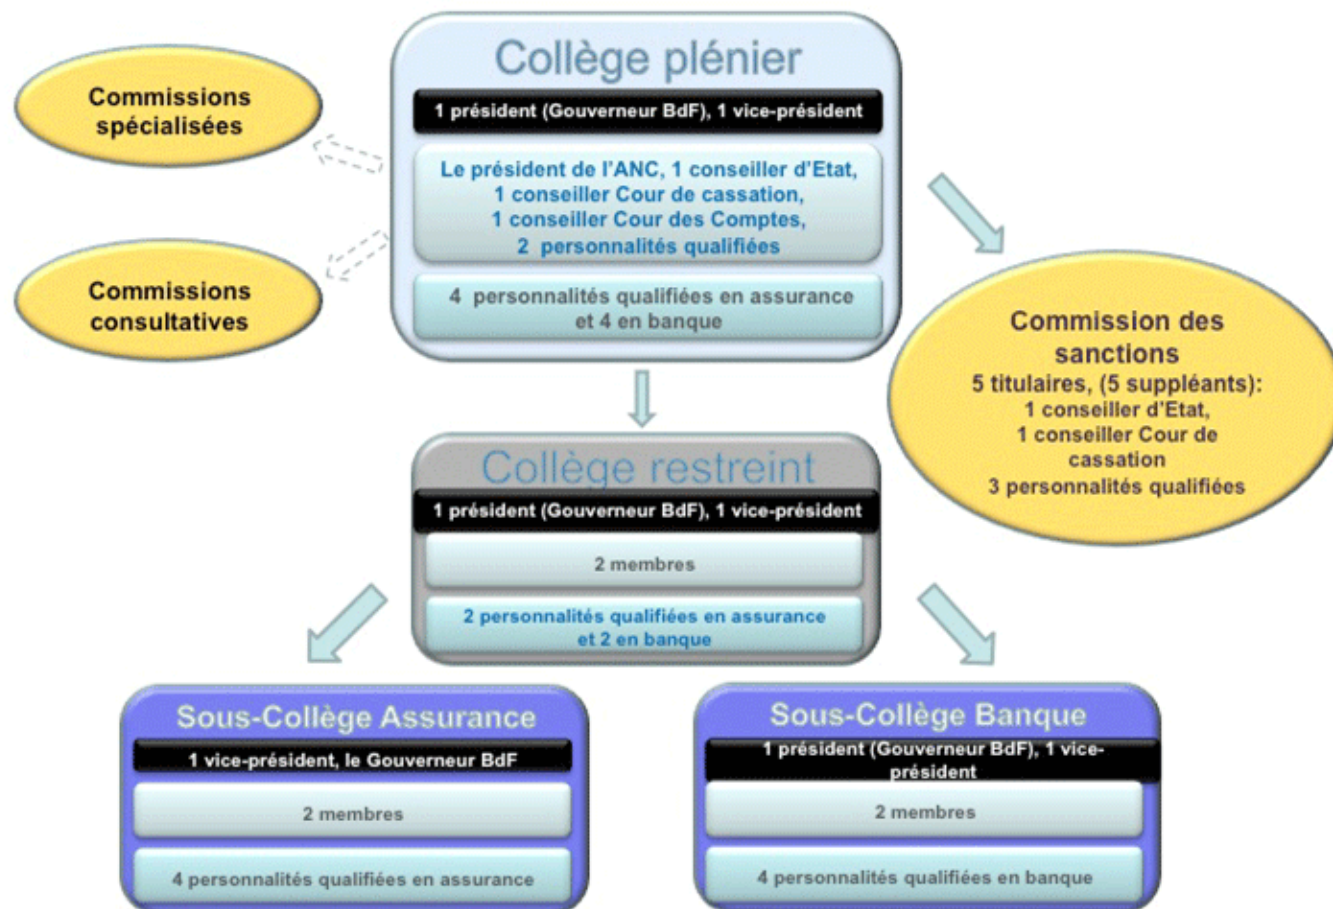 Collège plénier
1 président (Gouverneur BdF), 1 vice-président
Le président de l'ANC, 1 conseiller d'Etat,
1 conseiller Cour de cassation,
1 conseiller Cour des Comptes,
2 personnalités qualifiées
4 personnalités qualifiées en assurance
et 4 en banque
Commissions
spécialisées
Commissions
consultatives
Commission des
sanctions
5 titulaires, (5 suppléants):
1 conseiller d'Etat,
1 conseiller Cour de
cassation
3 personnalités qualifiées
Collège restreint
1 président (Gouverneur BdF), 1 vice-président
2 membres
2 personnalités qualifiées en assurance
et 2 en banque
Sous-Collège Assurance
1 vice-président, le Gouverneur BdF
2 membres
4 personnalités qualifiées en assurance
Sous-Collège Banque
1 président (Gouverneur BdF), 1 vice-
président
2 membres
4 personnalités qualifiées en banque